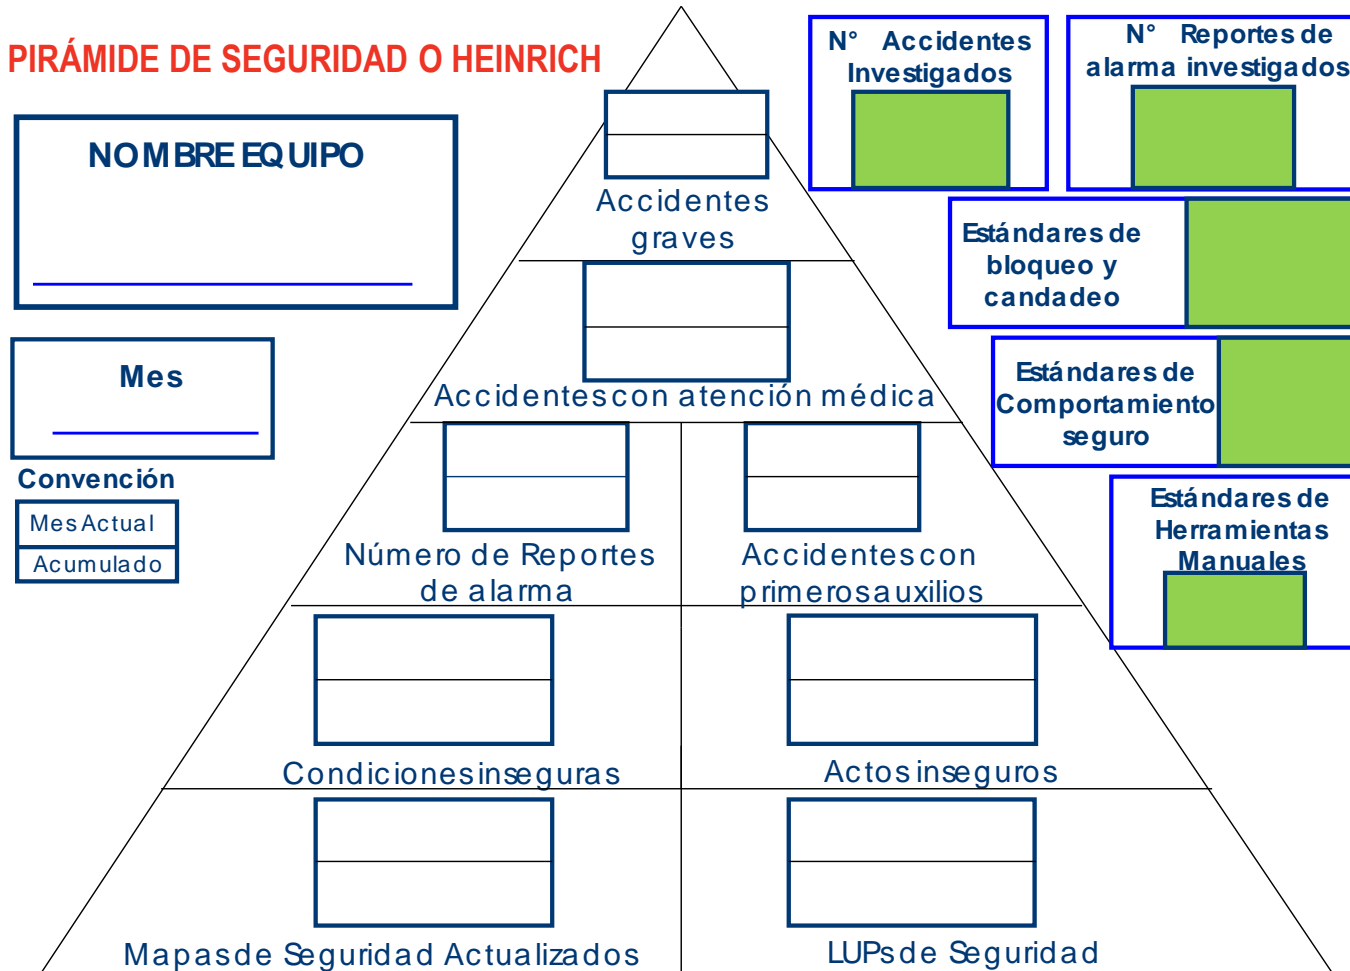 PIRÁMIDE DE SEGURIDAD O HEINRICH
NOMBRE EQUIPO
Mes
Convención
Mes Actual
Acumulado
Accidentes
graves
Accidentes con atención médica
Número de Reportes
de alarma
Accidentes con
primeros auxilios
Condiciones inseguras
Actos inseguros
Mapas de Seguridad Actualizados
LUPs de Seguridad
N° Accidentes
Investigados
N° Reportes de
alarma investigados
Estándares de
bloqueo y
candadeo
Estándares de
Comportamiento
seguro
Estándares de
Herramientas
Manuales